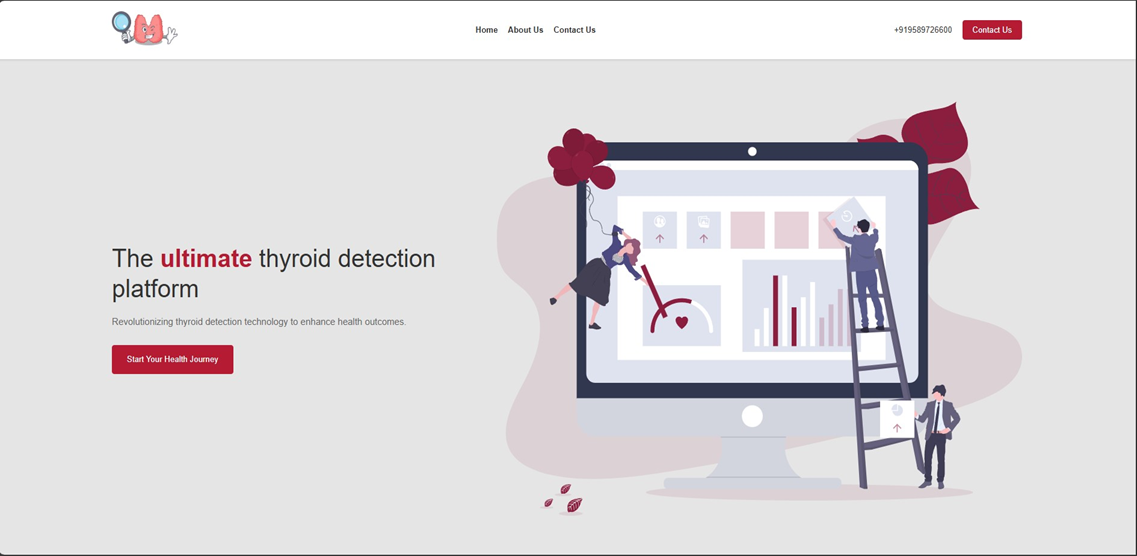 Home About Us Contact Us +919589726600 Contact Us
The ultimate thyroid detection
platform
Revolutionizing thyroid detection technology to enhance health outcomes.
Start Your Health Journey